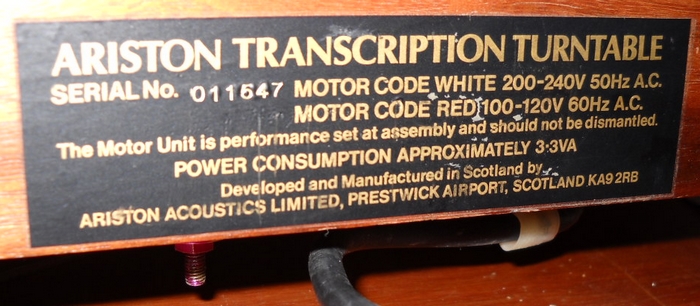 ARISTON TRANSCRIPTION TURNTABLE
SERIAL No. 011547 MOTOR CODE WHITE 200-240V 50Hz A.C.
MOTOR CODE RED 100-120V 60Hz A.C.
The Motor Unit is performance set at assembly and should not be dismantled.
POWER CONSUMPTION APPROXIMATELY 3·3VA
Developed and Manufactured in Scotland by
ARISTON ACOUSTICS LIMITED, PRESTWICK AIRPORT, SCOTLAND KA9 2RB